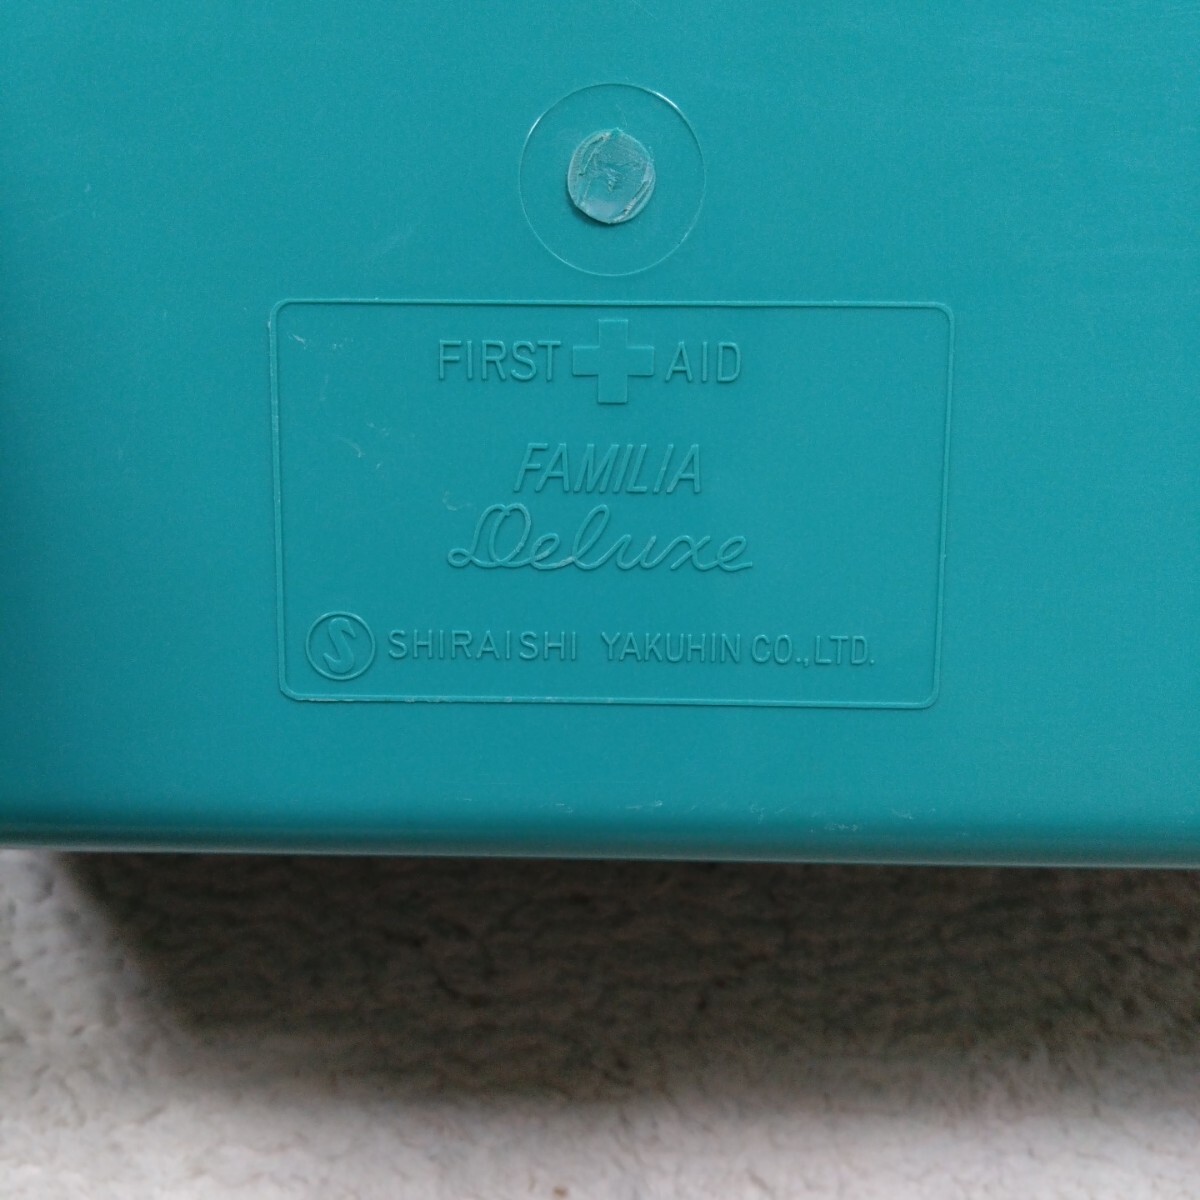 FIRST AID
FAMILIA
Deluxe
S SHIRAISHI YAKUHIN CO.,LTD.